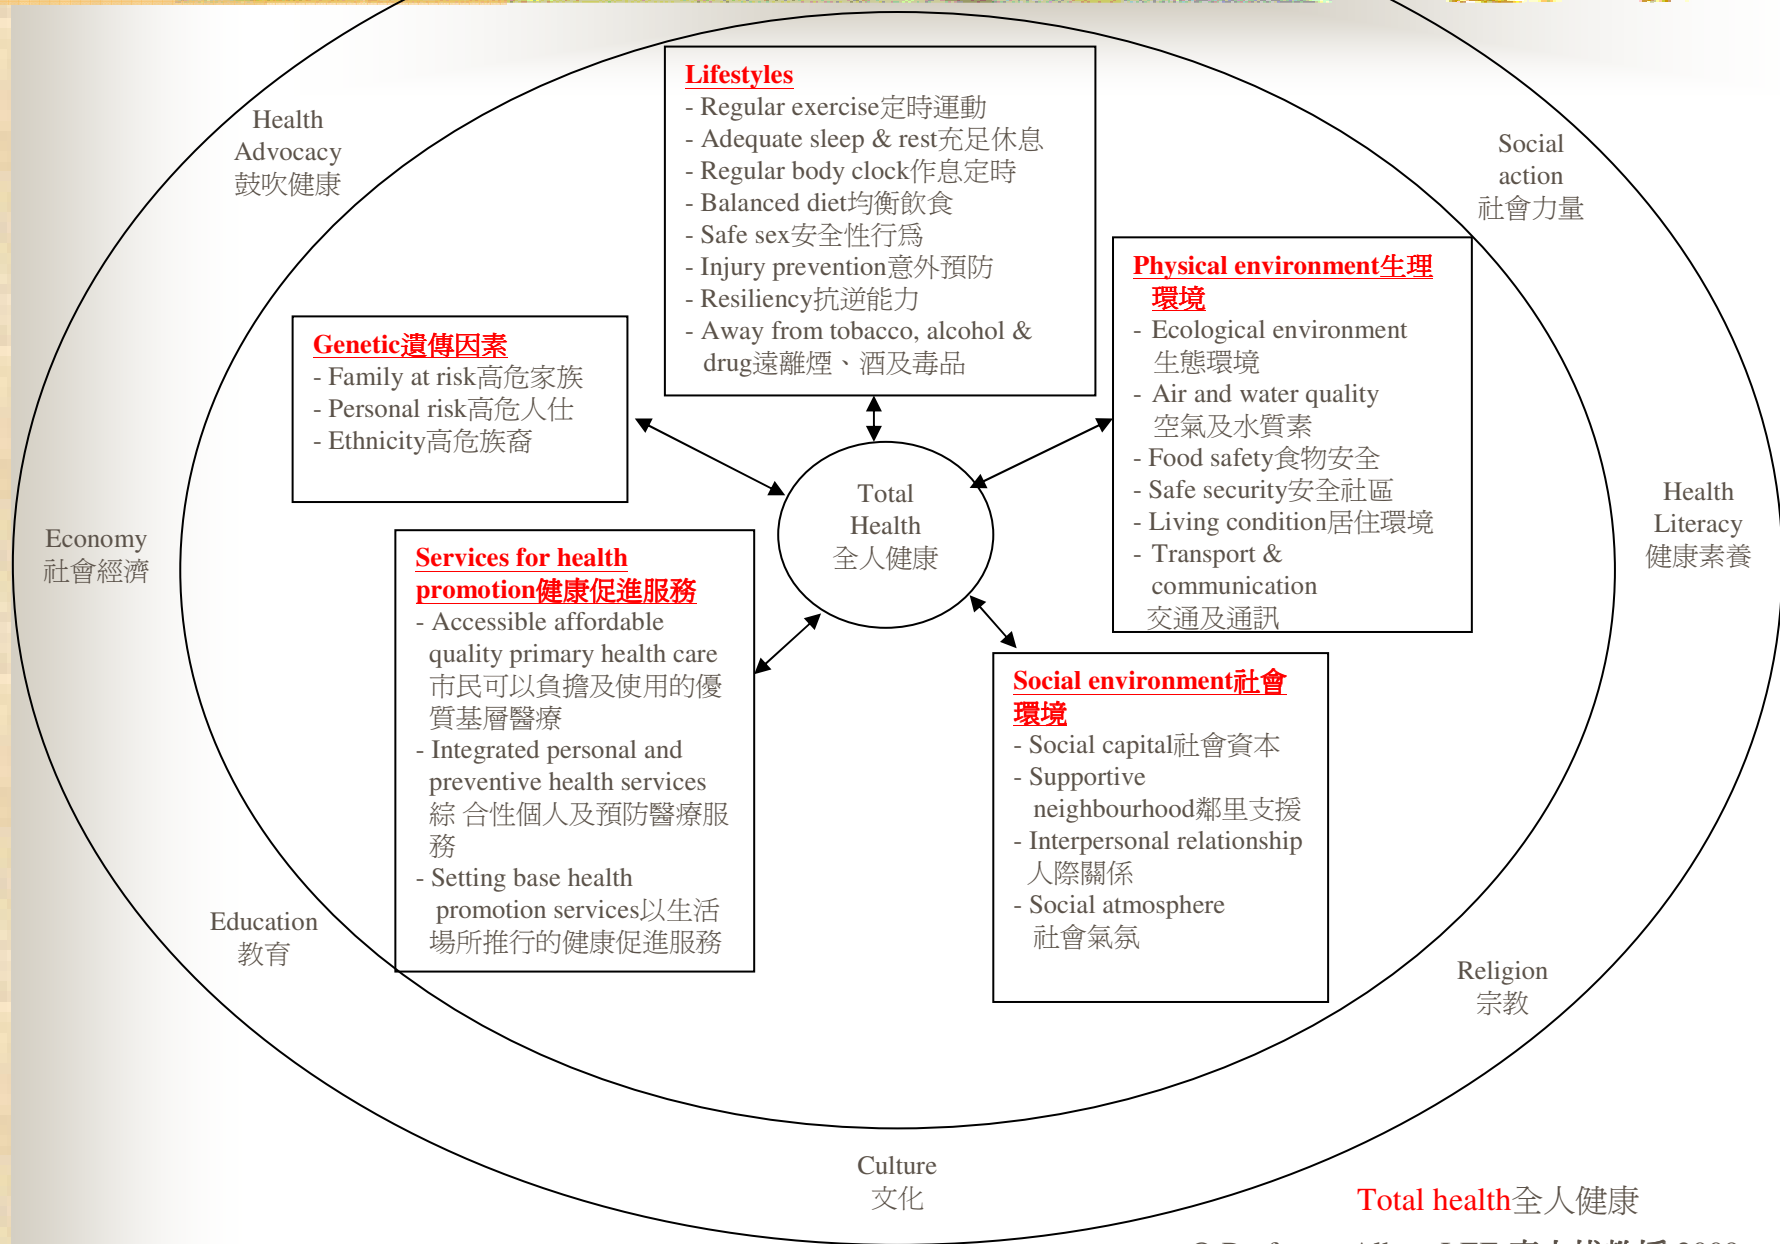 Health
Advocacy
鼓吹健康
Social
action
社會力量
Economy
社會經濟
Health
Literacy
健康素養
Education
教育
Religion
宗教
Culture
文化
Lifestyles
- Regular exercise定時運動
- Adequate sleep & rest充足休息
- Regular body clock作息定時
- Balanced diet均衡飲食
- Safe sex安全性行爲
- Injury prevention意外預防
- Resiliency抗逆能力
- Away from tobacco, alcohol &
drug遠離煙、酒及毒品
Genetic遺傳因素
- Family at risk高危家族
- Personal risk高危人仕
- Ethnicity高危族裔
Physical environment生理
環境
- Ecological environment
生態環境
- Air and water quality
空氣及水質素
- Food safety食物安全
- Safe security安全社區
- Living condition居住環境
- Transport &
communication
交通及通訊
Total
Health
全人健康
Services for health
promotion健康促進服務
- Accessible affordable
quality primary health care
市民可以負擔及使用的優
質基層醫療
- Integrated personal and
preventive health services
綜 合性個人及預防醫療服
務
- Setting base health
promotion services以生活
場所推行的健康促進服務
Social environment社會
環境
- Social capital社會資本
- Supportive
neighbourhood鄰里支援
- Interpersonal relationship
人際關係
- Social atmosphere
社會氣氛
Total health全人健康